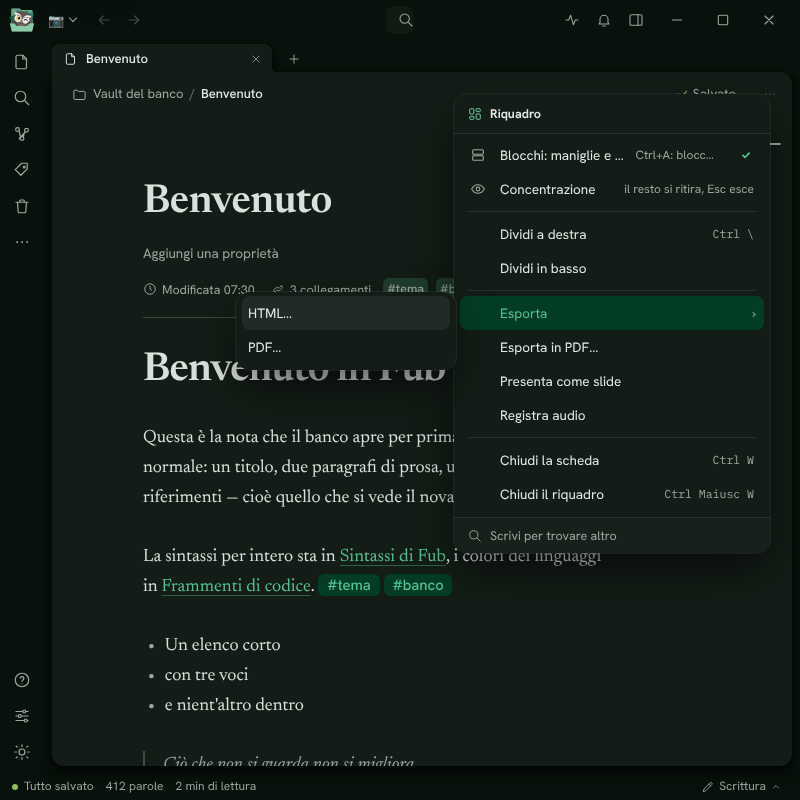 Benvenuto
Vault del banco / Benvenuto
Salvato
Riquadro
Blocchi: maniglie e ... Ctrl+A: blocc...
Concentrazione il resto si ritira, Esc esce
Dividi a destra Ctrl \
Dividi in basso
Esporta
Esporta in PDF...
Presenta come slide
Registra audio
Chiudi la scheda Ctrl W
Chiudi il riquadro Ctrl Maiusc W
Scrivi per trovare altro
HTML...
PDF...
Benvenuto
Aggiungi una proprietà
Modificata 07:30 3 collegamenti #tema
Benvenuto in Fub
Questa è la nota che il banco apre per prima
normale: un titolo, due paragrafi di prosa,
riferimenti — cioè quello che si vede il
La sintassi per intero sta in Sintassi di Fub, i colori dei linguaggi
in Frammenti di codice. #tema #banco
• Un elenco corto
• con tre voci
• e nient'altro dentro
Ciò che non si guarda non si migliora
Tutto salvato 412 parole 2 min di lettura
Scrittura